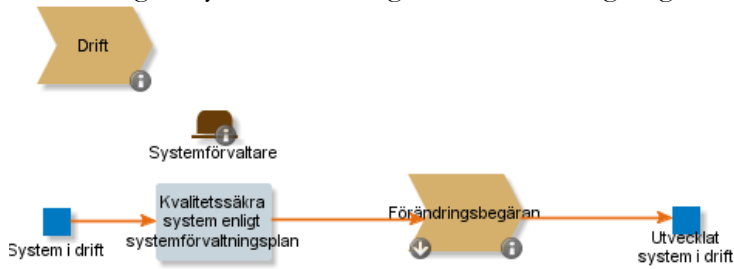 Drift
Systemförvaltare
Kvalitetssäkra
system enligt
systemförvaltningsplan
Förändringsbegäran
System i drift
Utvecklat
system i drift